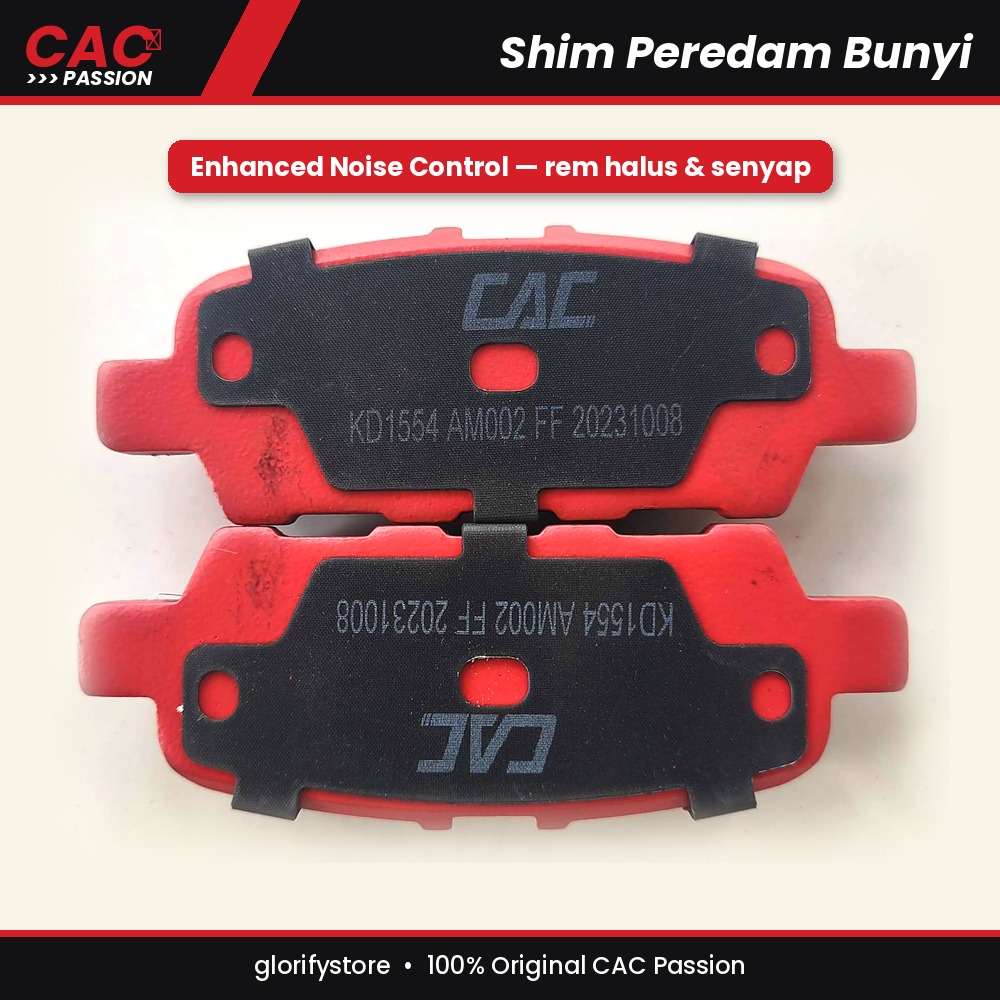 CAC
››› PASSION
Shim Peredam Bunyi
Enhanced Noise Control — rem halus & senyap
CAC
KD1554 AM002 FF 20231008
KD1554 AM002 FF 20231008
CAC
glorifystore • 100% Original CAC Passion